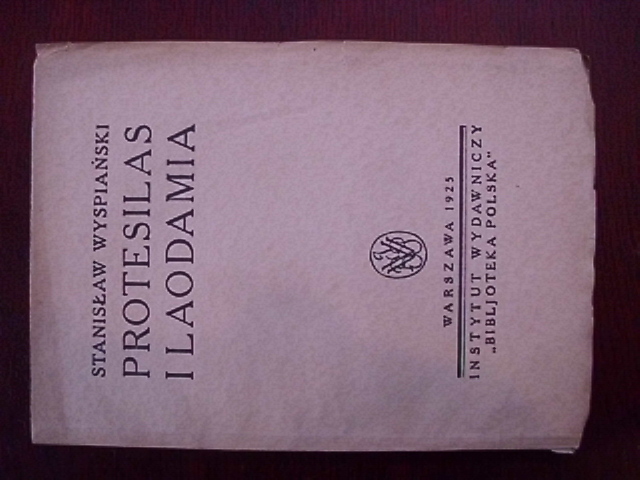 STANISŁAW WYSPIAŃSKI
PROTESILAS
I LAODAMIA
WARSZAWA 1925
INSTYTUT WYDAWNICZY
„BIBLJOTEKA POLSKA"